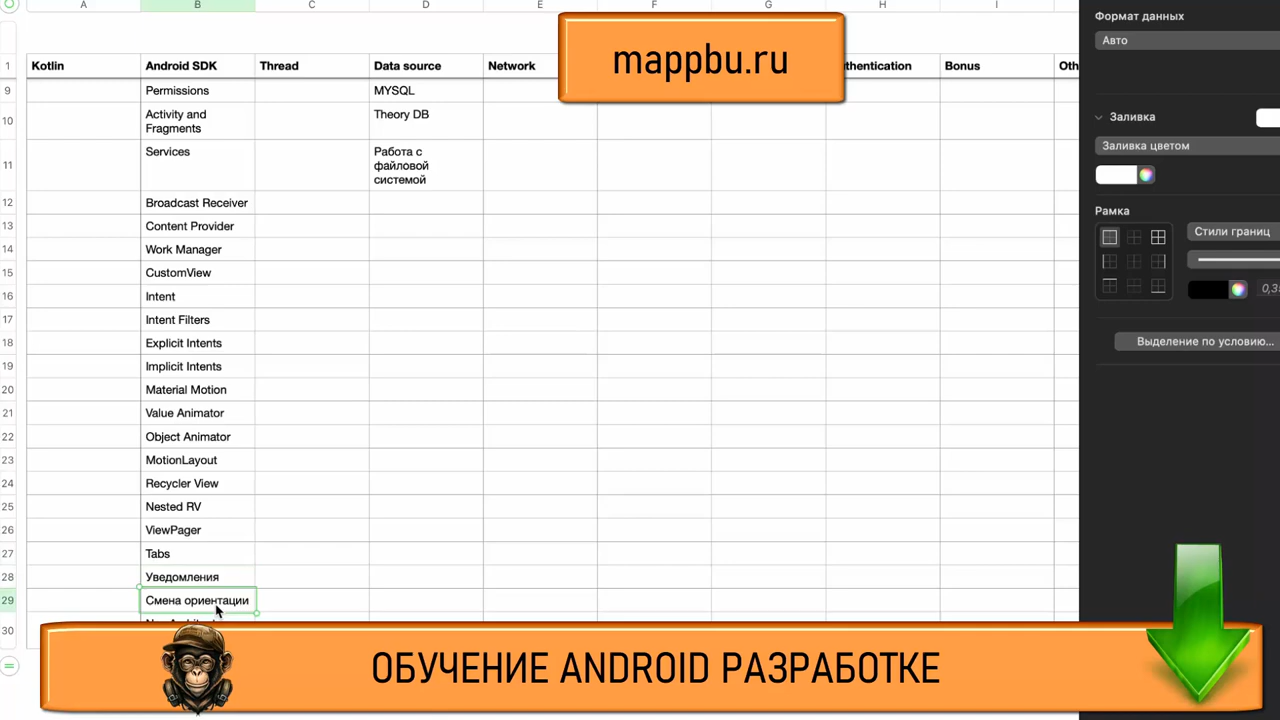 A B C D E F G H I
mappbu.ru
1 Kotlin Android SDK Thread Data source Network thentication Bonus Oth
9 Permissions MYSQL
10 Activity and Fragments Theory DB
11 Services Работа с файловой системой
12 Broadcast Receiver
13 Content Provider
14 Work Manager
15 CustomView
16 Intent
17 Intent Filters
18 Explicit Intents
19 Implicit Intents
20 Material Motion
21 Value Animator
22 Object Animator
23 MotionLayout
24 Recycler View
25 Nested RV
26 ViewPager
27 Tabs
28 Уведомления
29 Смена ориентации
30
Формат данных
Авто
Заливка
Заливка цветом
Рамка
Стили границ
0,35
Выделение по условию...
ОБУЧЕНИЕ ANDROID РАЗРАБОТКЕ